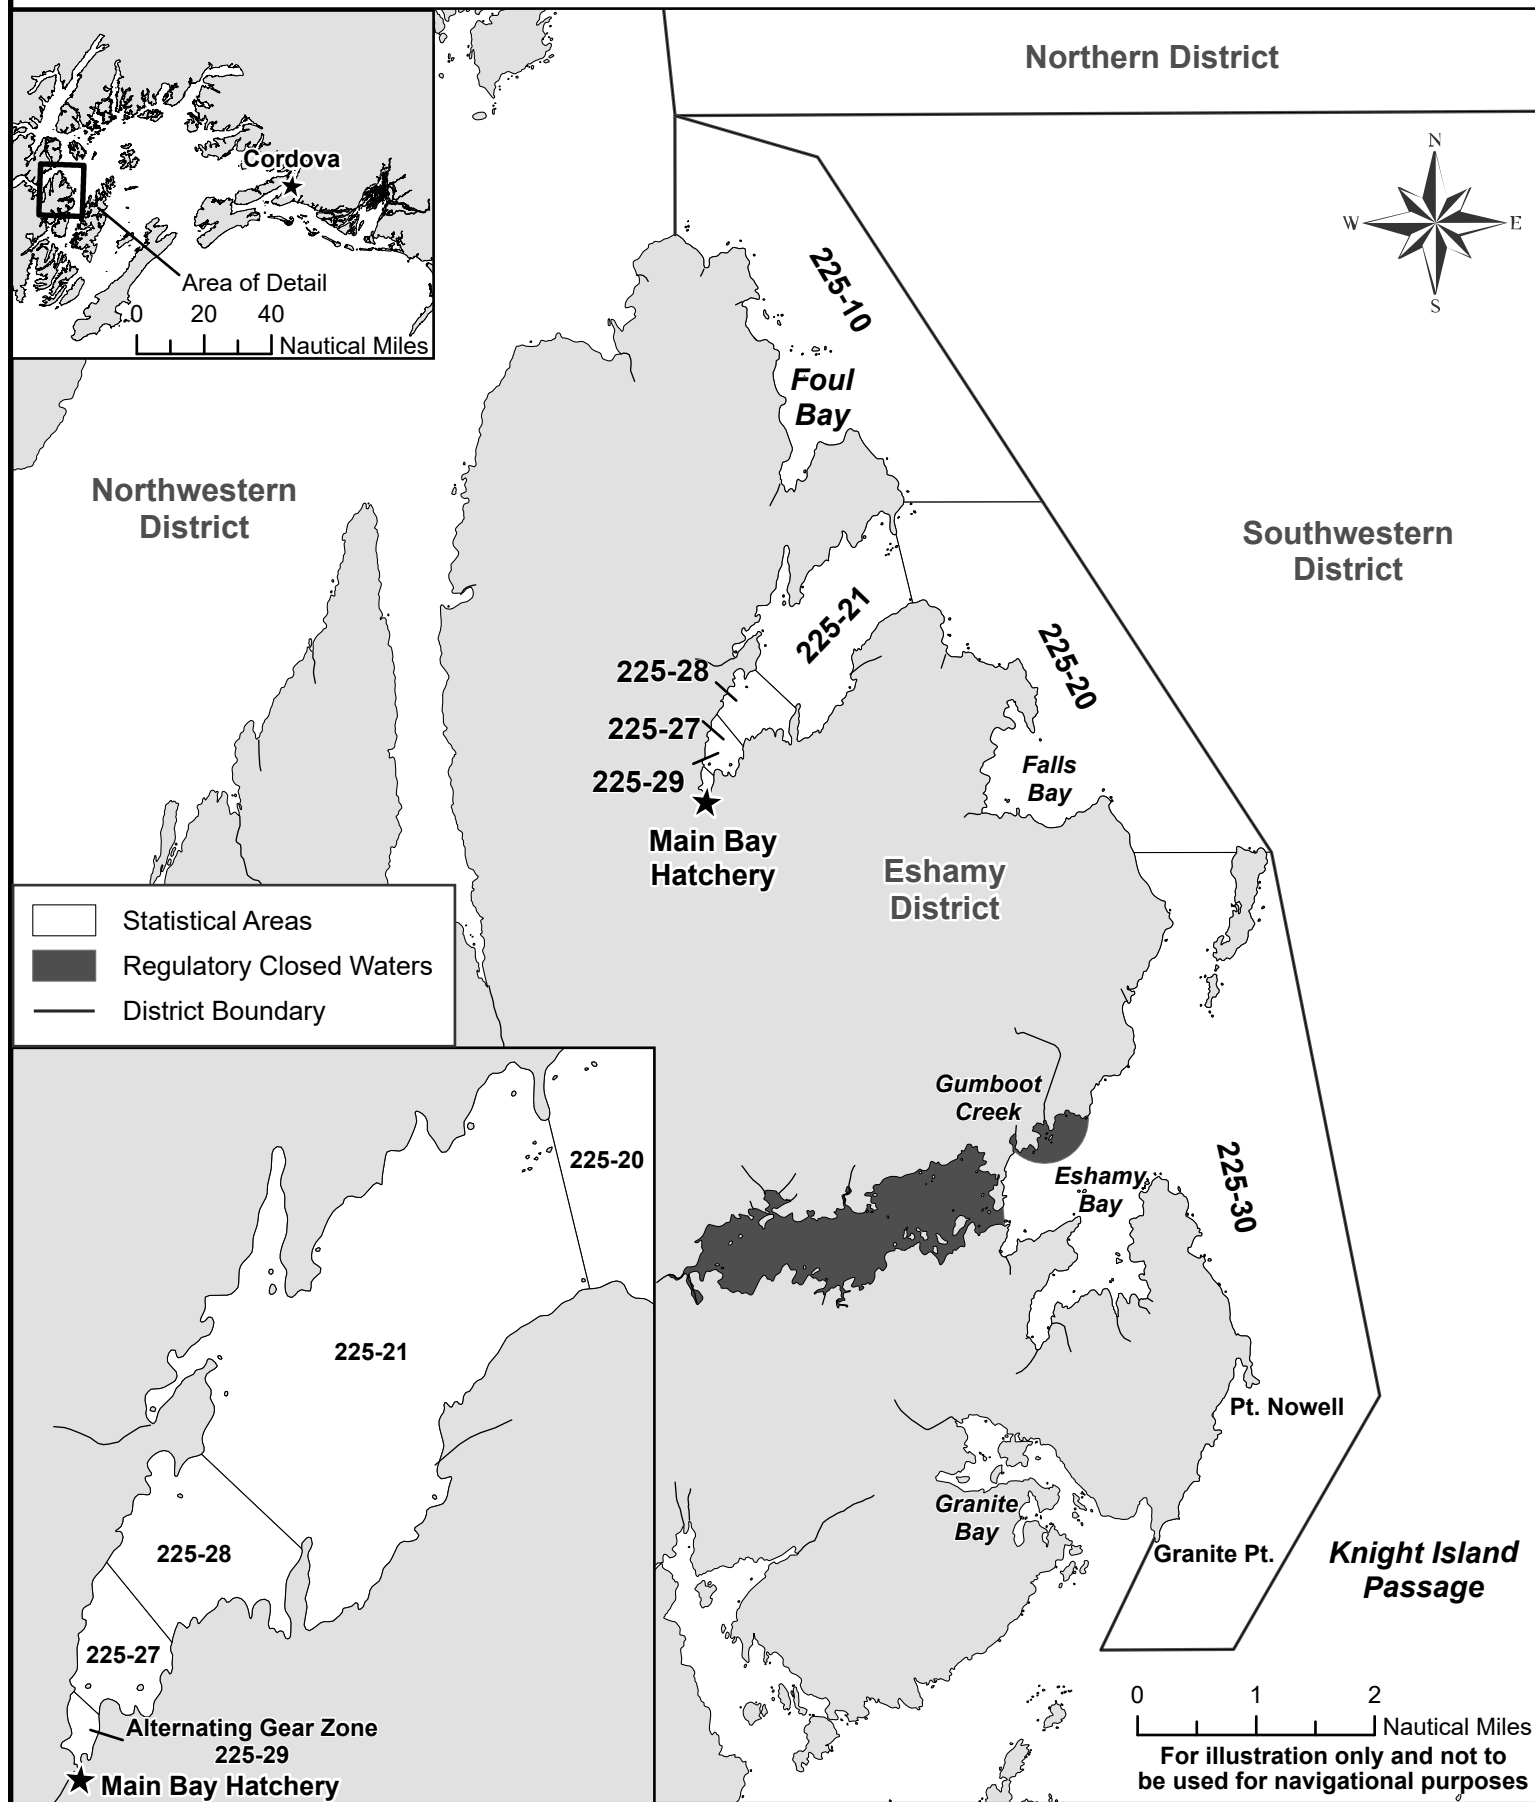 Northern District
Cordova
Area of Detail
0 20 40
Nautical Miles
N
W E
S
225-10
Foul
Bay
Northwestern
District
Southwestern
District
225-21
225-20
225-28
225-27
225-29
Falls
Bay
Main Bay
Hatchery
Eshamy
District
Statistical Areas
Regulatory Closed Waters
District Boundary
Gumboot
Creek
Eshamy
Bay
225-30
Pt. Nowell
Granite
Bay
Granite Pt.
Knight Island
Passage
225-20
225-21
225-28
225-27
Alternating Gear Zone
225-29
Main Bay Hatchery
0 1 2
Nautical Miles
For illustration only and not to
be used for navigational purposes